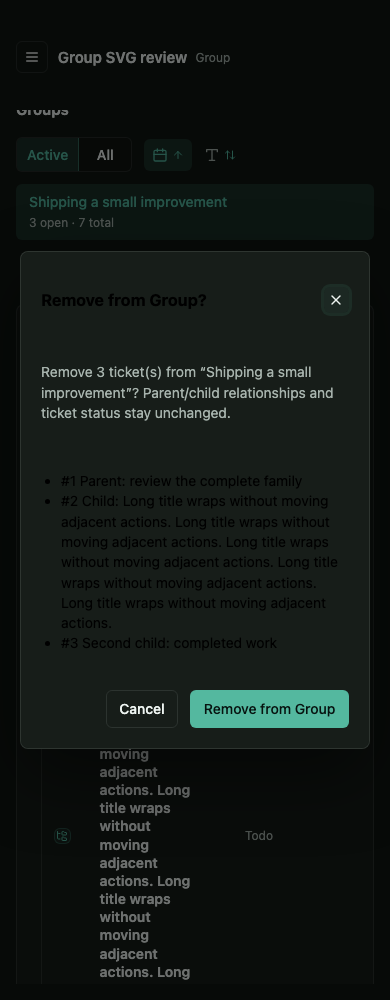 Group SVG review Group
Groups
Active All
Shipping a small improvement
3 open · 7 total
Remove from Group?
Remove 3 ticket(s) from “Shipping a small
improvement”? Parent/child relationships and
ticket status stay unchanged.
#1 Parent: review the complete family
#2 Child: Long title wraps without moving
adjacent actions. Long title wraps without
moving adjacent actions. Long title wraps
without moving adjacent actions. Long title
wraps without moving adjacent actions.
Long title wraps without moving adjacent
actions.
#3 Second child: completed work
Cancel Remove from Group
moving
adjacent
actions. Long
title wraps
without
moving
adjacent
actions. Long
title wraps
without
moving
adjacent
actions. Long
Todo